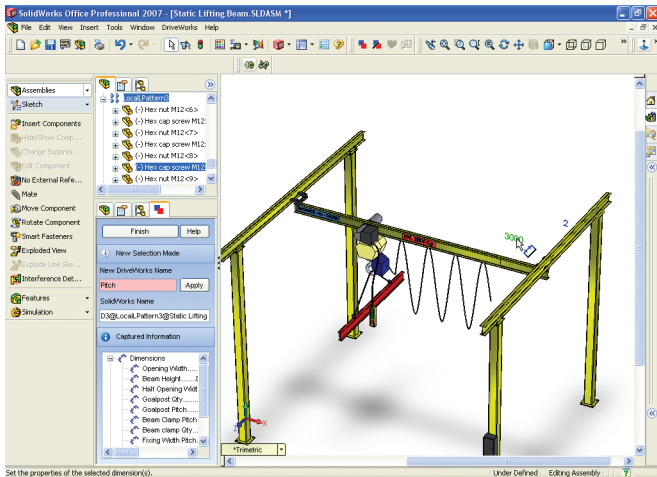 SolidWorks Office Professional 2007 - [Static Lifting Beam.SLDASM *]
File Edit View Insert Tools Window DriveWorks Help
Assemblies
Sketch
Insert Components
Hide/Show Comp...
Change Suppres...
Edit Component
No External Refe...
Mate
Move Component
Rotate Component
Smart Fasteners
Exploded View
Explode Line Ske...
Interference Det...
Features
Simulation
LocalLPattern3
(-) Hex nut M12<6>
(-) Hex cap screw M12:
(-) Hex nut M12<7>
(-) Hex cap screw M12:
(-) Hex nut M12<8>
(-) Hex cap screw M12
(-) Hex nut M12<9>
Finish Help
New Selection Made
New DriveWorks Name
Pitch Apply
SolidWorks Name
D3@LocalLPattern3@Static Lifting
Captured Information
Dimensions
Opening Width.....
Beam Height........[
Half Opening Widt
Goalpost Qty......
Goalpost Pitch.....
Beam Clamp Pitch
Beam clamp Qty...
Fixing Width Pitch.
3000
2
Z X
*Trimetric
Set the properties of the selected dimension(s).
Under Defined Editing Assembly